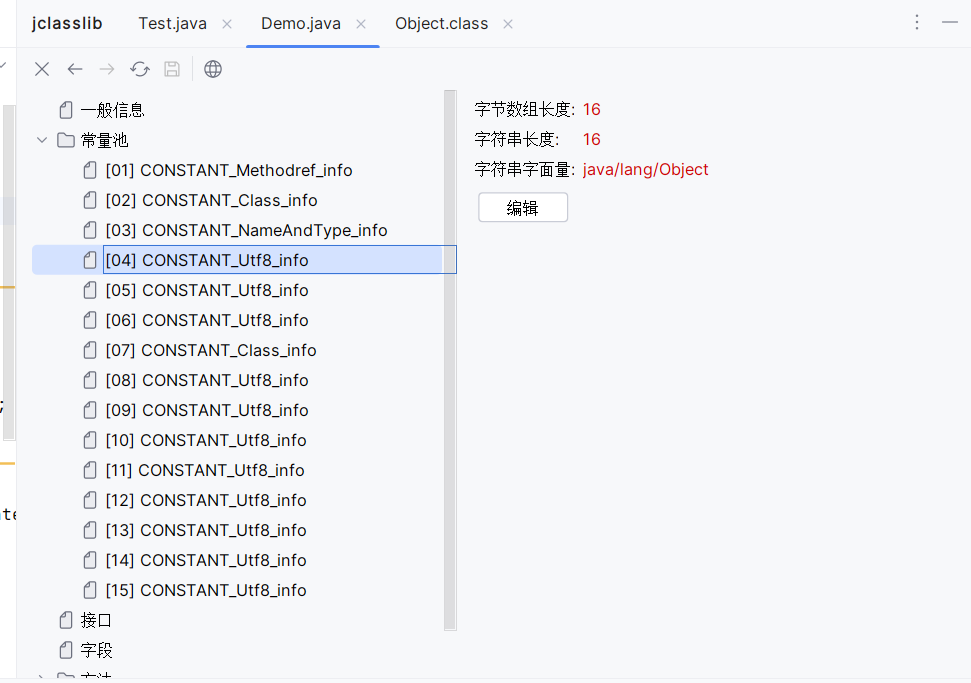 jclasslib Test.java Demo.java Object.class
一般信息
常量池
[01] CONSTANT_Methodref_info
[02] CONSTANT_Class_info
[03] CONSTANT_NameAndType_info
[04] CONSTANT_Utf8_info
[05] CONSTANT_Utf8_info
[06] CONSTANT_Utf8_info
[07] CONSTANT_Class_info
[08] CONSTANT_Utf8_info
[09] CONSTANT_Utf8_info
[10] CONSTANT_Utf8_info
[11] CONSTANT_Utf8_info
[12] CONSTANT_Utf8_info
[13] CONSTANT_Utf8_info
[14] CONSTANT_Utf8_info
[15] CONSTANT_Utf8_info
接口
字段
方法
字节数组长度: 16
字符串长度: 16
字符串字面量: java/lang/Object
编辑